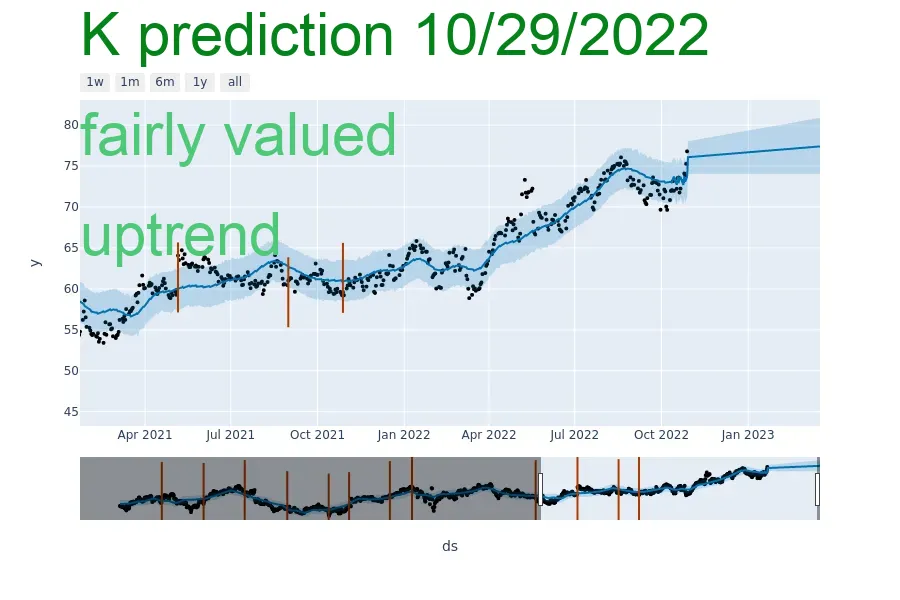 K prediction 10/29/2022
1w 1m 6m 1y all
fairly valued
uptrend
80
75
70
65
60
55
50
45
y
Apr 2021 Jul 2021 Oct 2021 Jan 2022 Apr 2022 Jul 2022 Oct 2022 Jan 2023
ds